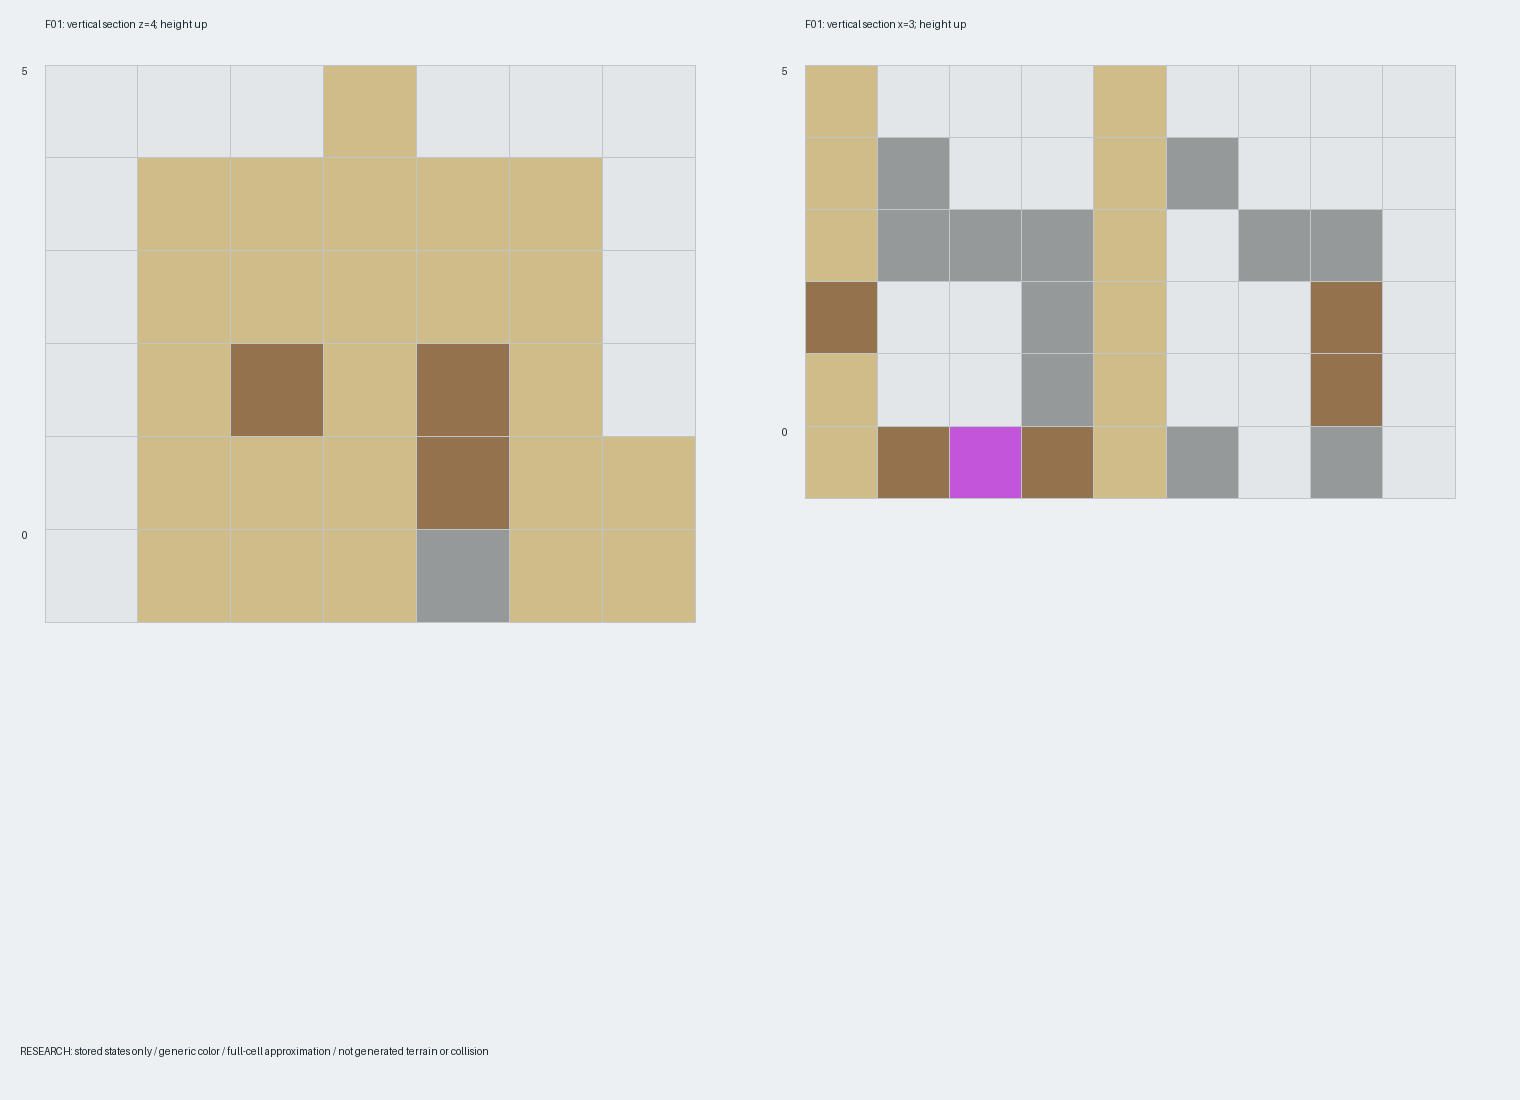 F01: vertical section z=4; height up
F01: vertical section x=3; height up
5
5
0
0
RESEARCH: stored states only / generic color / full-cell approximation / not generated terrain or collision